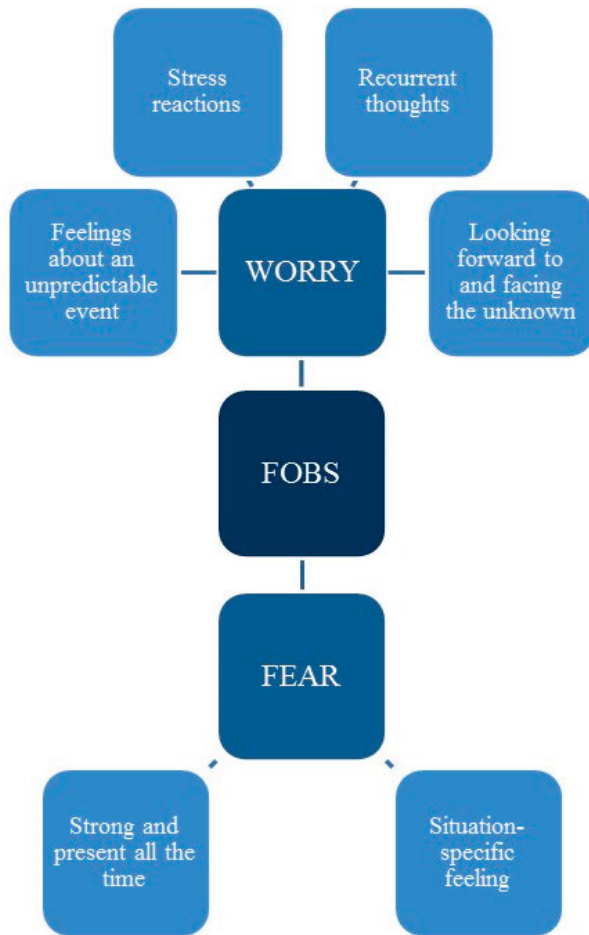 Stress
reactions
Recurrent
thoughts
Feelings
about an
unpredictable
event
WORRY
Looking
forward to
and facing
the unknown
FOBS
FEAR
Strong and
present all the
time
Situation-
specific
feeling